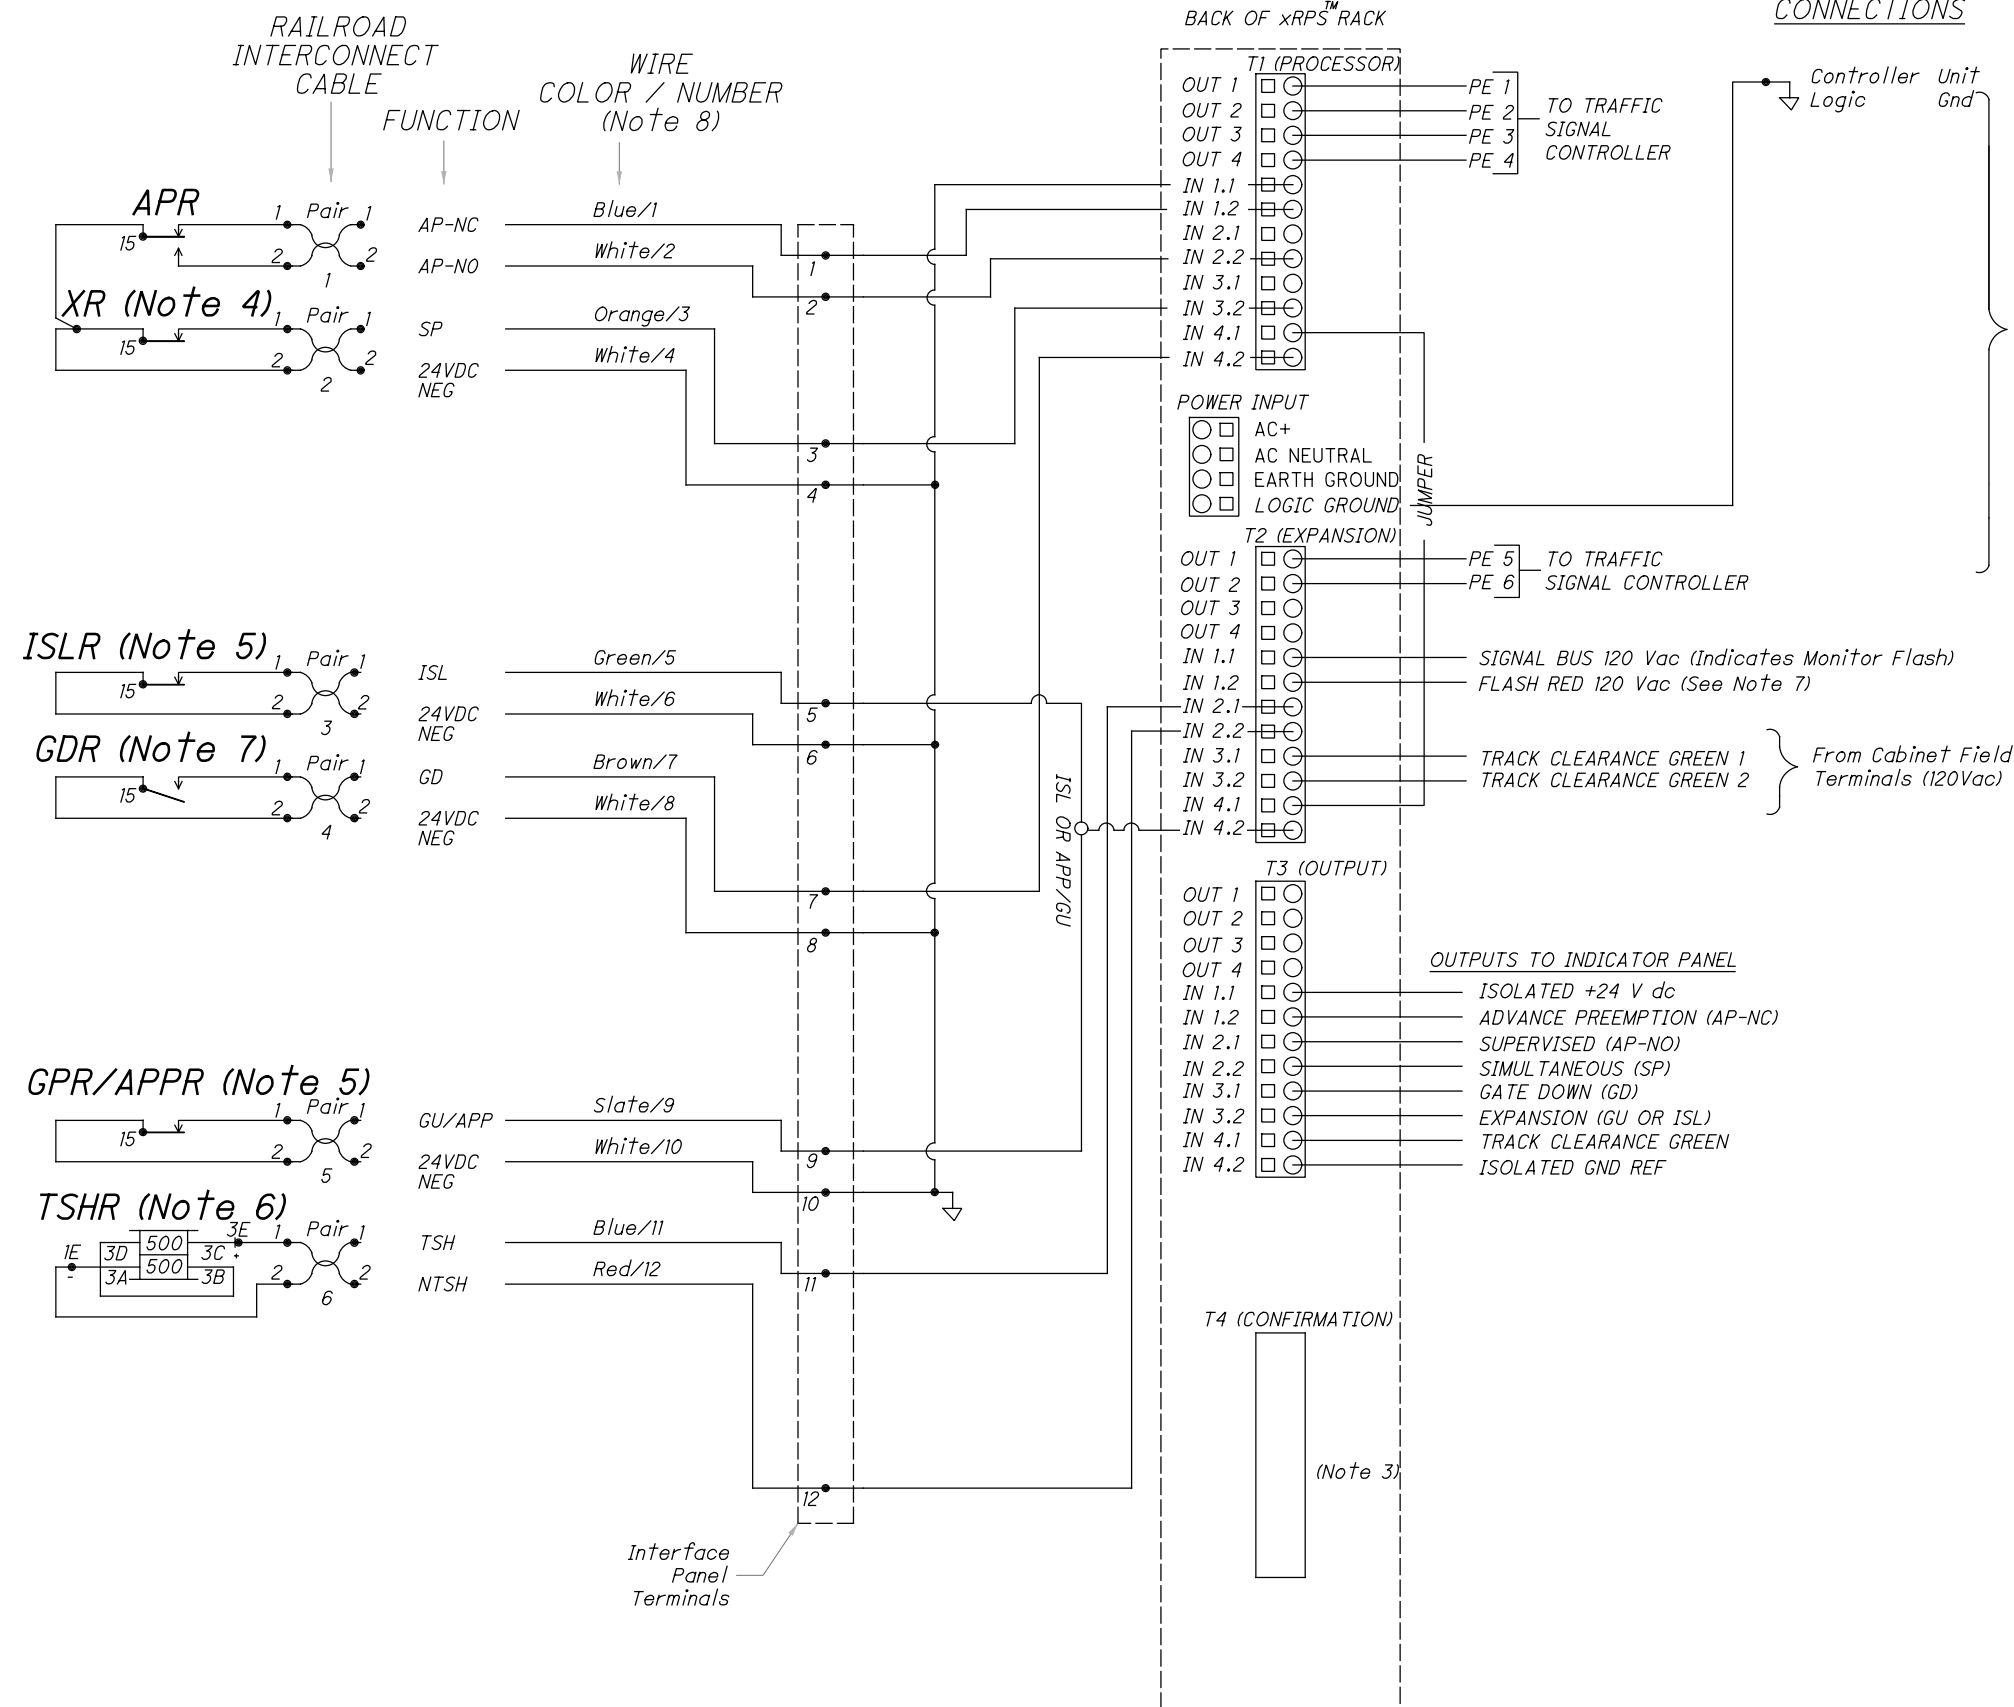 RAILROAD
INTERCONNECT
CABLE
FUNCTION
WIRE
COLOR / NUMBER
(Note 8)
BACK OF xRPS™ RACK
CONNECTIONS
APR
15
1 Pair 1
2 2
1
AP-NC
AP-NO
Blue/1
White/2
1
2
XR (Note 4)
15
1 Pair 1
2 2
2
SP
24VDC
NEG
Orange/3
White/4
3
4
ISLR (Note 5)
15
1 Pair 1
2 2
3
ISL
24VDC
NEG
Green/5
White/6
5
6
GDR (Note 7)
15
1 Pair 1
2 2
4
GD
24VDC
NEG
Brown/7
White/8
7
8
GPR/APPR (Note 5)
15
1 Pair 1
2 2
5
GU/APP
24VDC
NEG
Slate/9
White/10
9
10
TSHR (Note 6)
1E
-
3D 500 3C 3E
+
3A 500 3B
1 Pair 1
2 2
6
TSH
NTSH
Blue/11
Red/12
11
12
Interface
Panel
Terminals
ISL OR APP/GU
T1 (PROCESSOR)
OUT 1
OUT 2
OUT 3
OUT 4
IN 1.1
IN 1.2
IN 2.1
IN 2.2
IN 3.1
IN 3.2
IN 4.1
IN 4.2
PE 1
PE 2
PE 3
PE 4
TO TRAFFIC
SIGNAL
CONTROLLER
Controller Unit
Logic Gnd
POWER INPUT
AC+
AC NEUTRAL
EARTH GROUND
LOGIC GROUND
JUMPER
T2 (EXPANSION)
OUT 1
OUT 2
OUT 3
OUT 4
IN 1.1
IN 1.2
IN 2.1
IN 2.2
IN 3.1
IN 3.2
IN 4.1
IN 4.2
PE 5
PE 6
TO TRAFFIC
SIGNAL CONTROLLER
SIGNAL BUS 120 Vac (Indicates Monitor Flash)
FLASH RED 120 Vac (See Note 7)
TRACK CLEARANCE GREEN 1
TRACK CLEARANCE GREEN 2
From Cabinet Field
Terminals (120Vac)
T3 (OUTPUT)
OUT 1
OUT 2
OUT 3
OUT 4
IN 1.1
IN 1.2
IN 2.1
IN 2.2
IN 3.1
IN 3.2
IN 4.1
IN 4.2
OUTPUTS TO INDICATOR PANEL
ISOLATED +24 V dc
ADVANCE PREEMPTION (AP-NC)
SUPERVISED (AP-NO)
SIMULTANEOUS (SP)
GATE DOWN (GD)
EXPANSION (GU OR ISL)
TRACK CLEARANCE GREEN
ISOLATED GND REF
T4 (CONFIRMATION)
(Note 3)